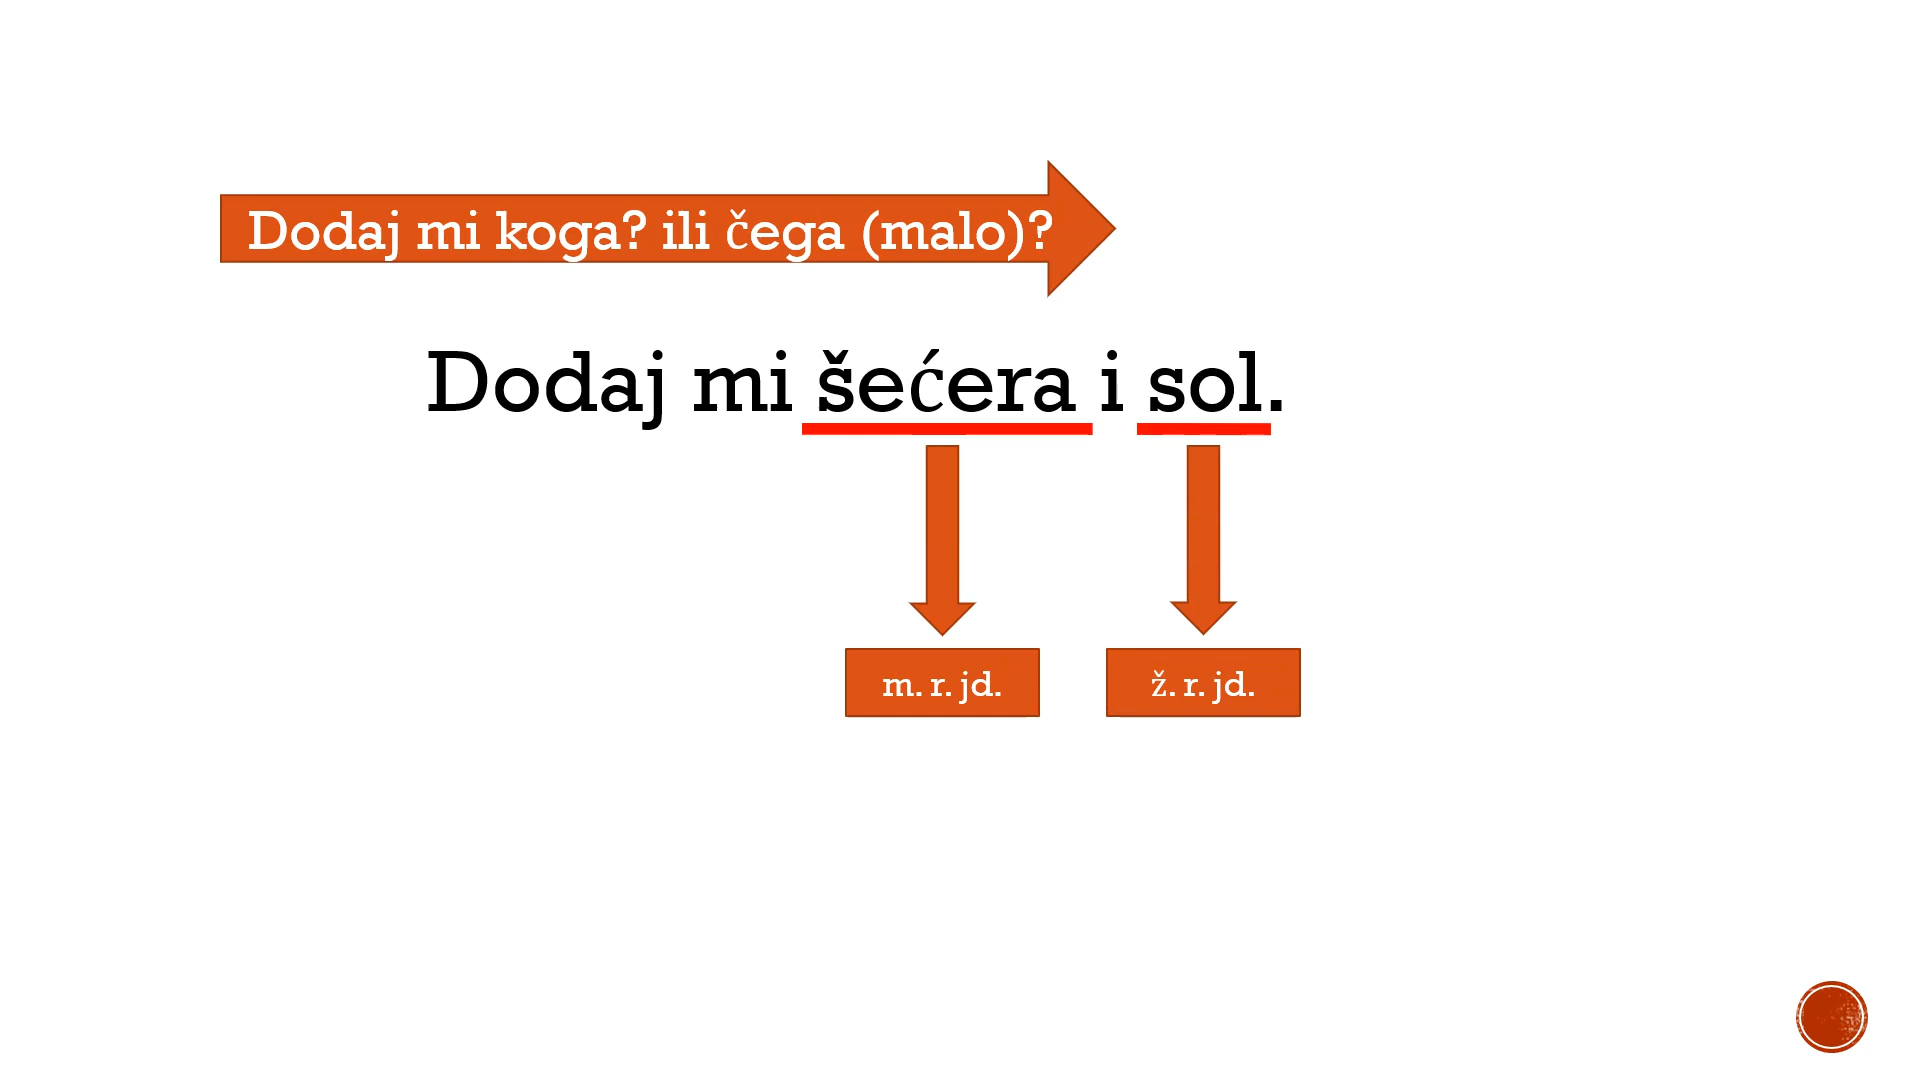 Dodaj mi koga? ili čega (malo)?
Dodaj mi šećera i sol.
m. r. jd.
ž. r. jd.